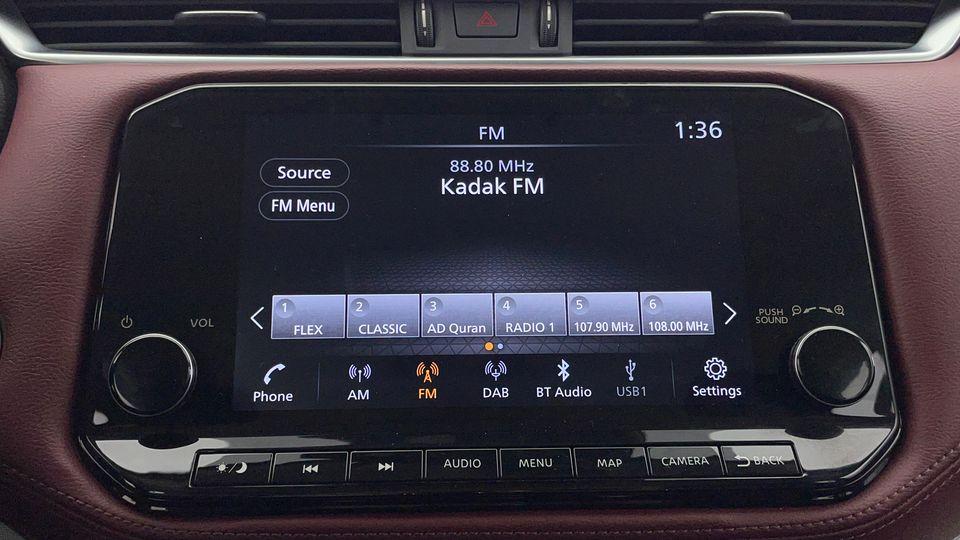 FM
1:36
Source
88.80 MHz
Kadak FM
FM Menu
1
FLEX
2
CLASSIC
3
AD Quran
4
RADIO 1
5
107.90 MHz
6
108.00 MHz
VOL
PUSH
SOUND
Phone
AM
FM
DAB
BT Audio
USB1
Settings
AUDIO
MENU
MAP
CAMERA
BACK